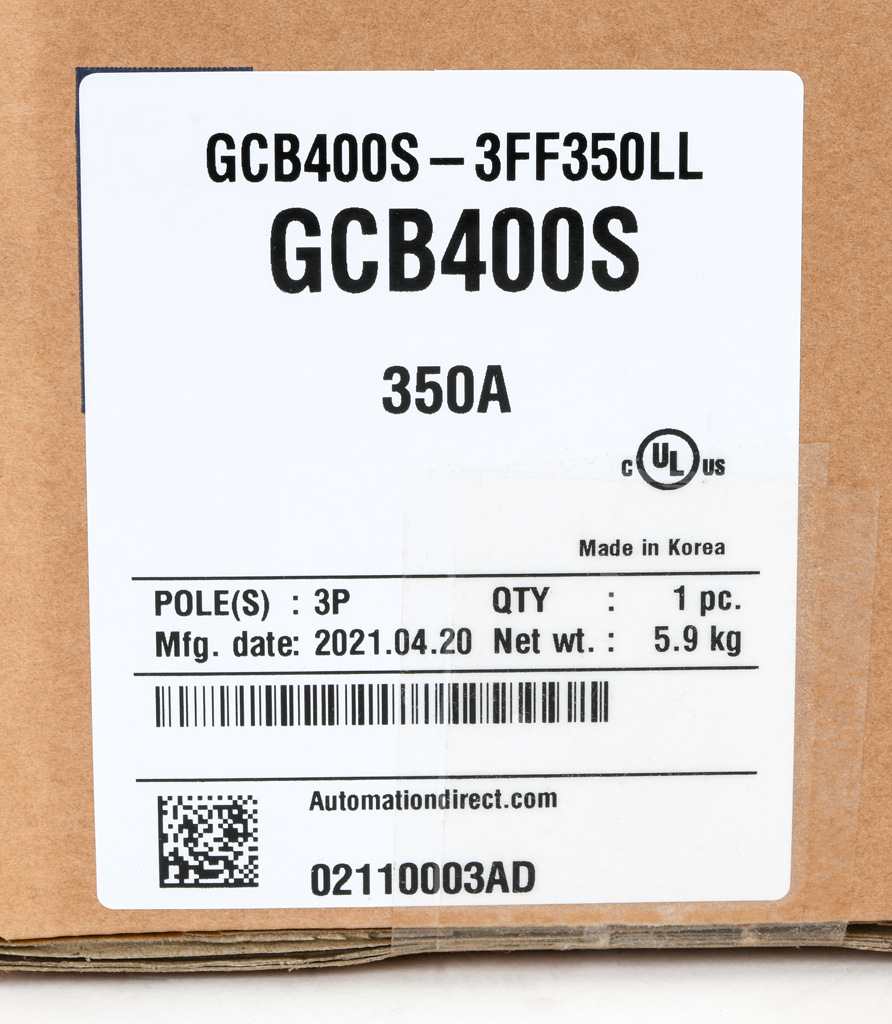 GCB400S – 3FF350LL
GCB400S
350A
C UL US
Made in Korea
POLE(S) : 3P QTY : 1 pc.
Mfg. date: 2021.04.20 Net wt. : 5.9 kg
Automationdirect.com
02110003AD